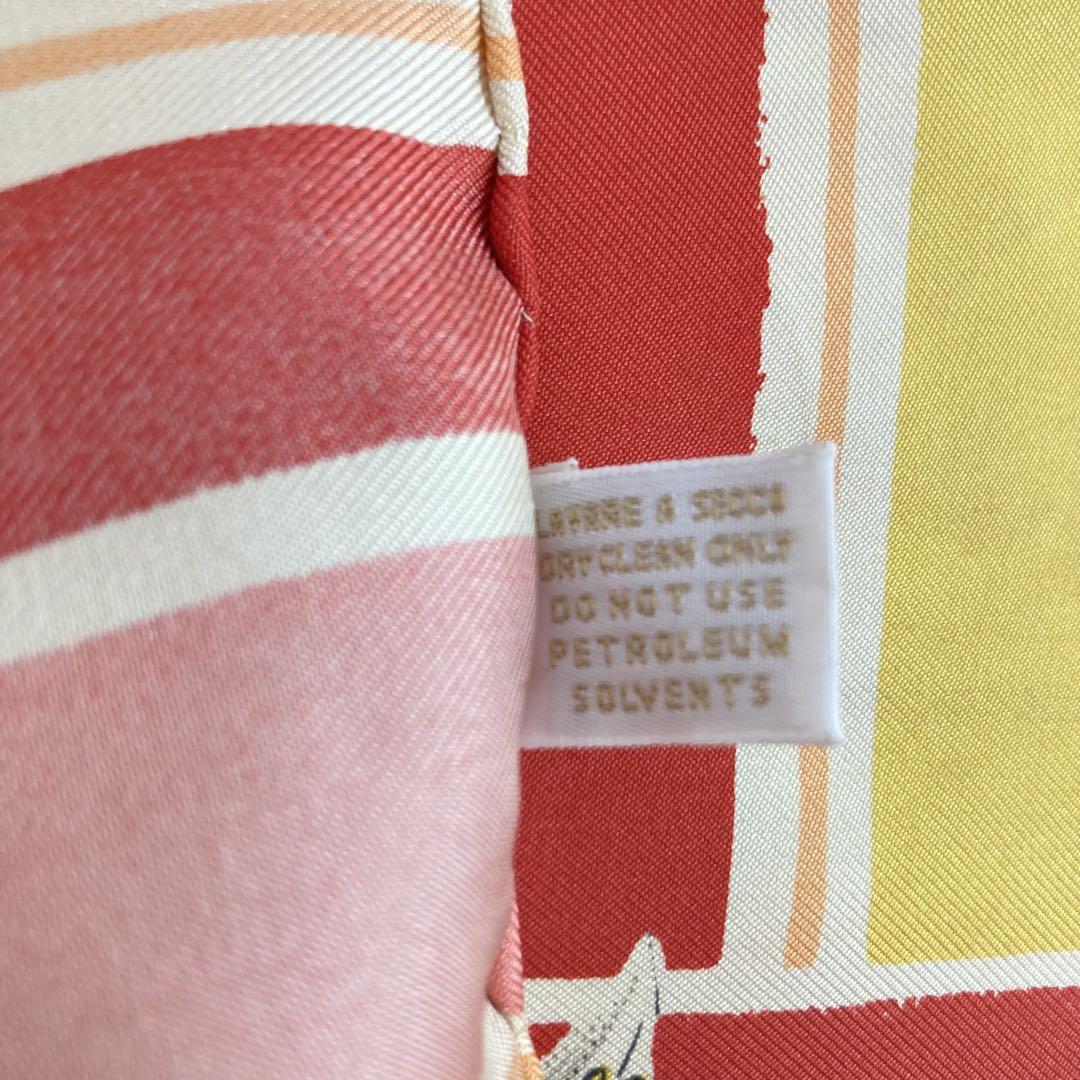 LAVARE A SECCO
DRY CLEAN ONLY
DO NOT USE
PETROLEUM
SOLVENTS